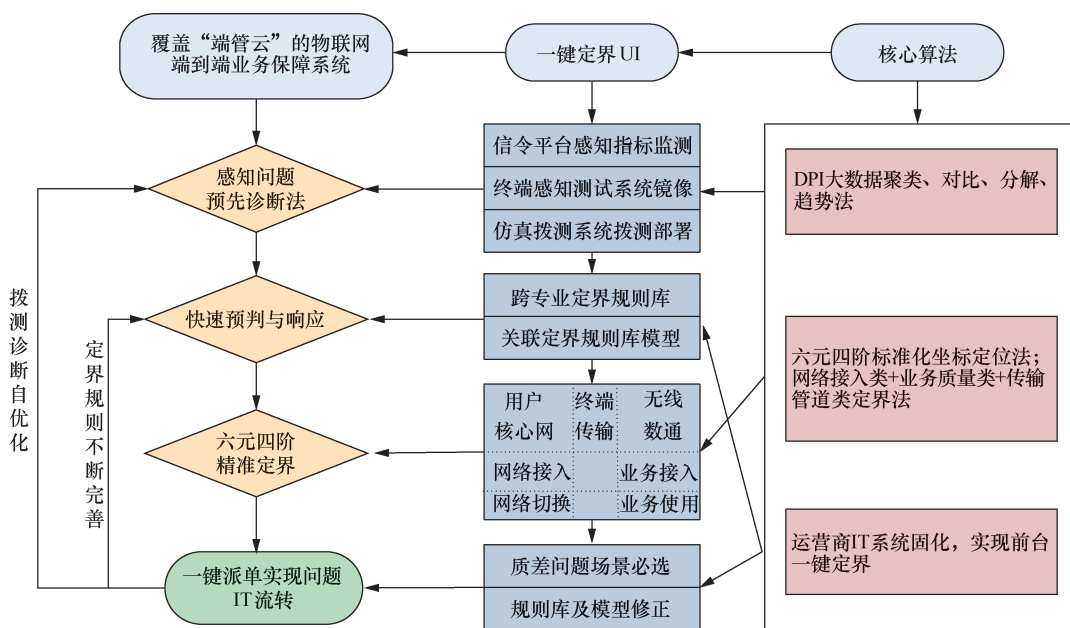 覆盖“端管云”的物联网
端到端业务保障系统
一键定界UI
核心算法
感知问题
预先诊断法
信令平台感知指标监测
终端感知测试系统镜像
仿真拨测系统拨测部署
DPI大数据聚类、对比、分解、
趋势法
快速预判与响应
跨专业定界规则库
关联定界规则库模型
六元四阶标准化坐标定位法；
网络接入类+业务质量类+传输
管道类定界法
六元四阶
精准定界
用户 终端 无线
核心网 传输 数通
网络接入 业务接入
网络切换 业务使用
运营商IT系统固化，实现前台
一键定界
一键派单实现问题
IT流转
质差问题场景必选
规则库及模型修正
拨测诊断自优化
定界规则不断完善